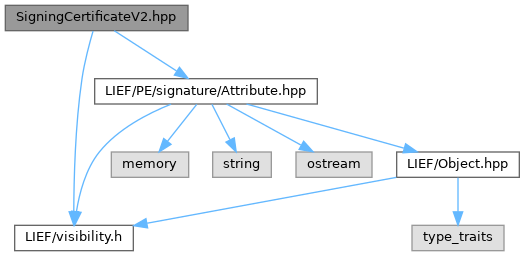 SigningCertificateV2.hpp
LIEF/PE/signature/Attribute.hpp
memory
string
ostream
LIEF/Object.hpp
LIEF/visibility.h
type_traits